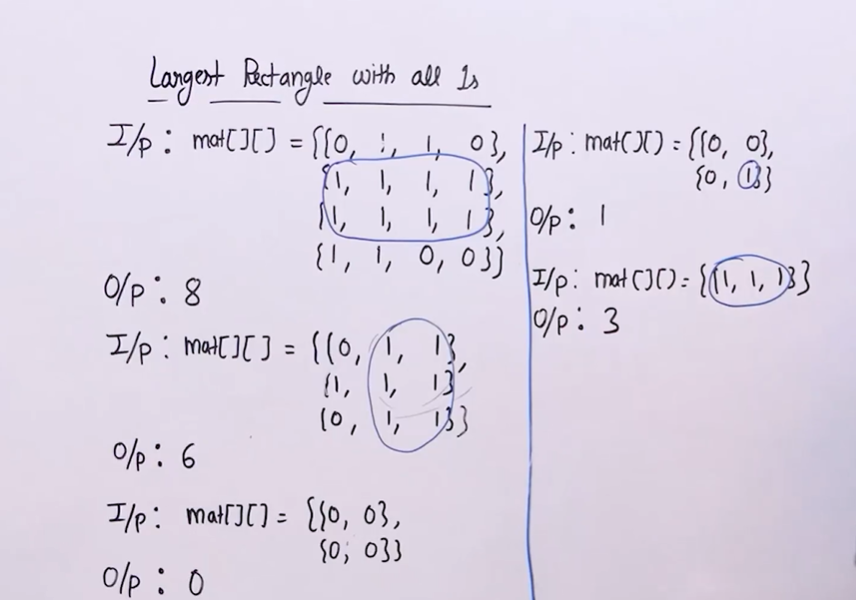 Largest Rectangle with all 1s
I/p : mat[][] = {{0, 1, 1, 0},
{1, 1, 1, 1},
{1, 1, 1, 1},
{1, 1, 0, 0}}
O/p : 8
I/p : mat[][] = {{0, 1, 1},
{1, 1, 1}
{0, 1, 1}}
O/p : 6
I/p : mat[][] = {{0, 0},
{0, 0}}
O/p : 0
I/p : mat[][] = {{0, 0},
{0, 1}}
O/p : 1
I/p : mat[][] = {{1, 1, 1}}
O/p : 3